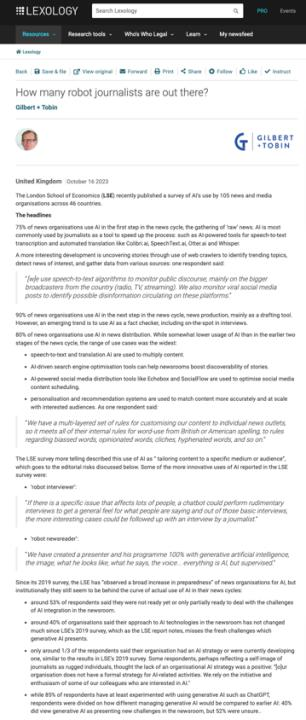 LEXOLOGY
Search Lexology
PRO
Events
Resources
Research tools
Who's Who Legal
Learn
My newsfeed
Lexology
Back
Save & file
View original
Forward
Print
Share
Follow
Like
Instruct
How many robot journalists are out there?
Gilbert + Tobin
GILBERT
+TOBIN
United Kingdom October 16 2023
The London School of Economics (LSE) recently published a survey of AI's use by 105 news and media
organisations across 46 countries.
The headlines
75% of news organisations use AI in the first step in the news cycle, the gathering of 'raw' news. AI is most
commonly used by journalists as a tool to speed up the process: such as AI-powered tools for speech-to-text
transcription and automated translation like Colibri.ai, SpeechText.ai, Otter.ai and Whisper.
A more interesting development is uncovering stories through use of web crawlers to identify trending topics,
detect news of interest, and gather data from various sources: one respondent said:
"[w]e use speech-to-text algorithms to monitor public discourse, mainly on the bigger
broadcasters from the country (radio, TV, streaming). We also monitor viral social media
posts to identify possible disinformation circulating on these platforms".
90% of news organisations use AI in the next step in the news cycle, news production, mainly as a drafting tool.
However, an emerging trend is to use AI as a fact checker, including on-the-spot in interviews.
80% of news organisations use AI in news distribution. While somewhat lower usage of AI than in the earlier two
stages of the news cycle, the range of use cases was the widest:
• speech-to-text and translation AI are used to multiply content.
• AI-driven search engine optimisation tools can help newsrooms boost discoverability of stories.
• AI-powered social media distribution tools like Echobox and SocialFlow are used to optimise social media
content scheduling.
• personalisation and recommendation systems are used to match content more accurately and at scale
with interested audiences. As one respondent said:
"We have a multi-layered set of rules for customising our content to individual news outlets,
so it meets all of their internal rules for word-use from British or American spelling, to rules
regarding biassed words, opinionated words, cliches, hyphenated words, and so on."
The LSE survey more telling described this use of AI as " tailoring content to a specific medium or audience",
which goes to the editorial risks discussed below. Some of the more innovative uses of AI reported in the LSE
survey were:
• 'robot interviewer':
"If there is a specific issue that affects lots of people, a chatbot could perform rudimentary
interviews to get a general feel for what people are saying and out of those basic interviews,
the more interesting cases could be followed up with an interview by a journalist."
• 'robot newsreader':
"We have created a presenter and his programme 100% with generative artificial intelligence,
the image, what he looks like, what he says, the voice... everything is AI, but supervised."
Since its 2019 survey, the LSE has "observed a broad increase in preparedness" of news organisations for AI, but
institutionally they still seem to be behind the curve of actual use of AI in their news cycles:
• around 53% of respondents said they were not ready yet or only partially ready to deal with the challenges
of AI integration in the newsroom.
• around 40% of organisations said their approach to AI technologies in the newsroom has not changed
much since LSE's 2019 survey, which as the LSE report notes, misses the fresh challenges which
generative AI presents.
• only around 1/3 of the respondents said their organisation had an AI strategy or were currently developing
one, similar to the results in LSE's 2019 survey. Some respondents, perhaps reflecting a self-image of
journalists as rugged individuals, thought the lack of an organisational AI strategy was a positive: "[o]ur
organisation does not have a formal strategy for AI-related activities. We rely on the initiative and
enthusiasm of some of our colleagues who are interested in AI."
• while 85% of respondents have at least experimented with using generative AI such as ChatGPT,
respondents were divided on how different managing generative AI would be compared to earlier AI: 40%
did view generative AI as presenting new challenges in the newsroom, but 52% were unsure..